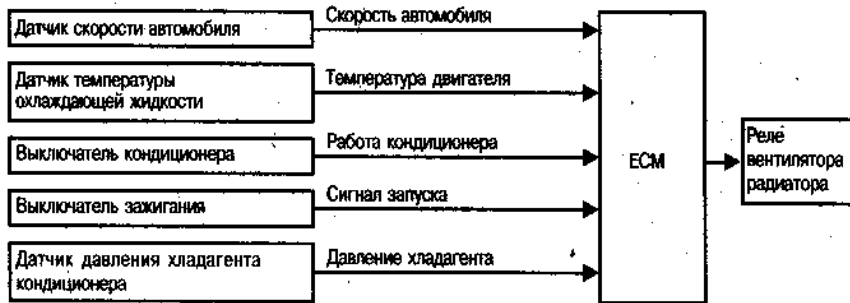 Датчик скорости автомобиля
Скорость автомобиля
Датчик температуры
охлаждающей жидкости
Температура двигателя
Выключатель кондиционера
Работа кондиционера
Выключатель зажигания
Сигнал запуска
Датчик давления хладагента
кондиционера
Давление хладагента
ECM
Реле
вентилятора
радиатора